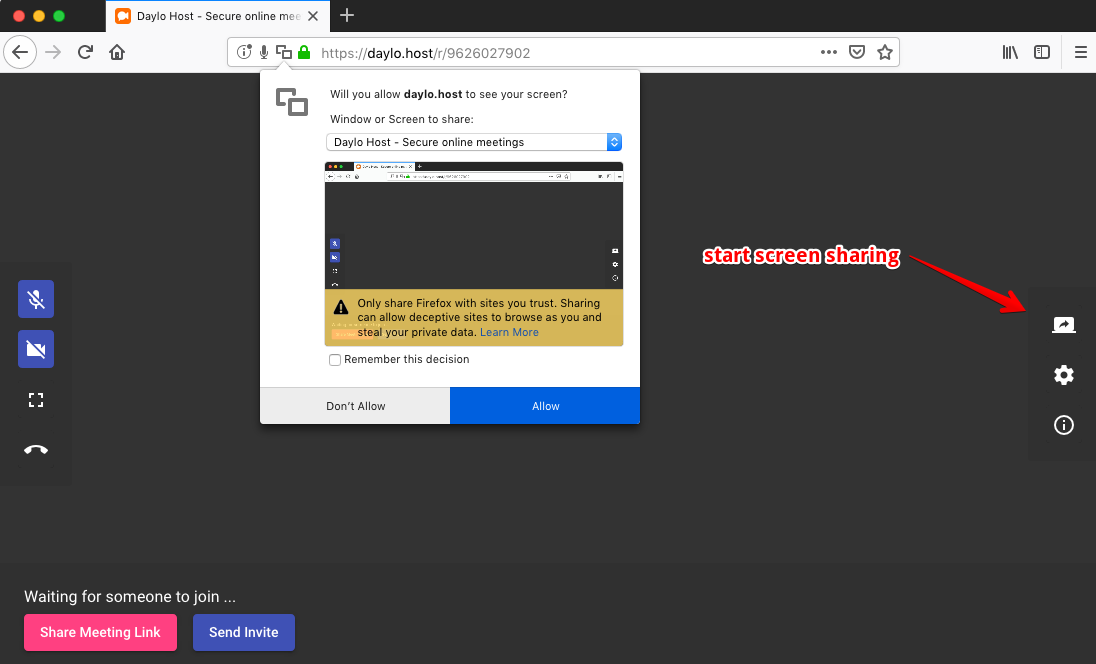 Daylo Host - Secure online mee
https://daylo.host/r/9626027902
Will you allow daylo.host to see your screen?
Window or Screen to share:
Daylo Host - Secure online meetings
Only share Firefox with sites you trust. Sharing
can allow deceptive sites to browse as you and
steal your private data. Learn More
Remember this decision
Don't Allow
Allow
start screen sharing
Waiting for someone to join ...
Share Meeting Link
Send Invite